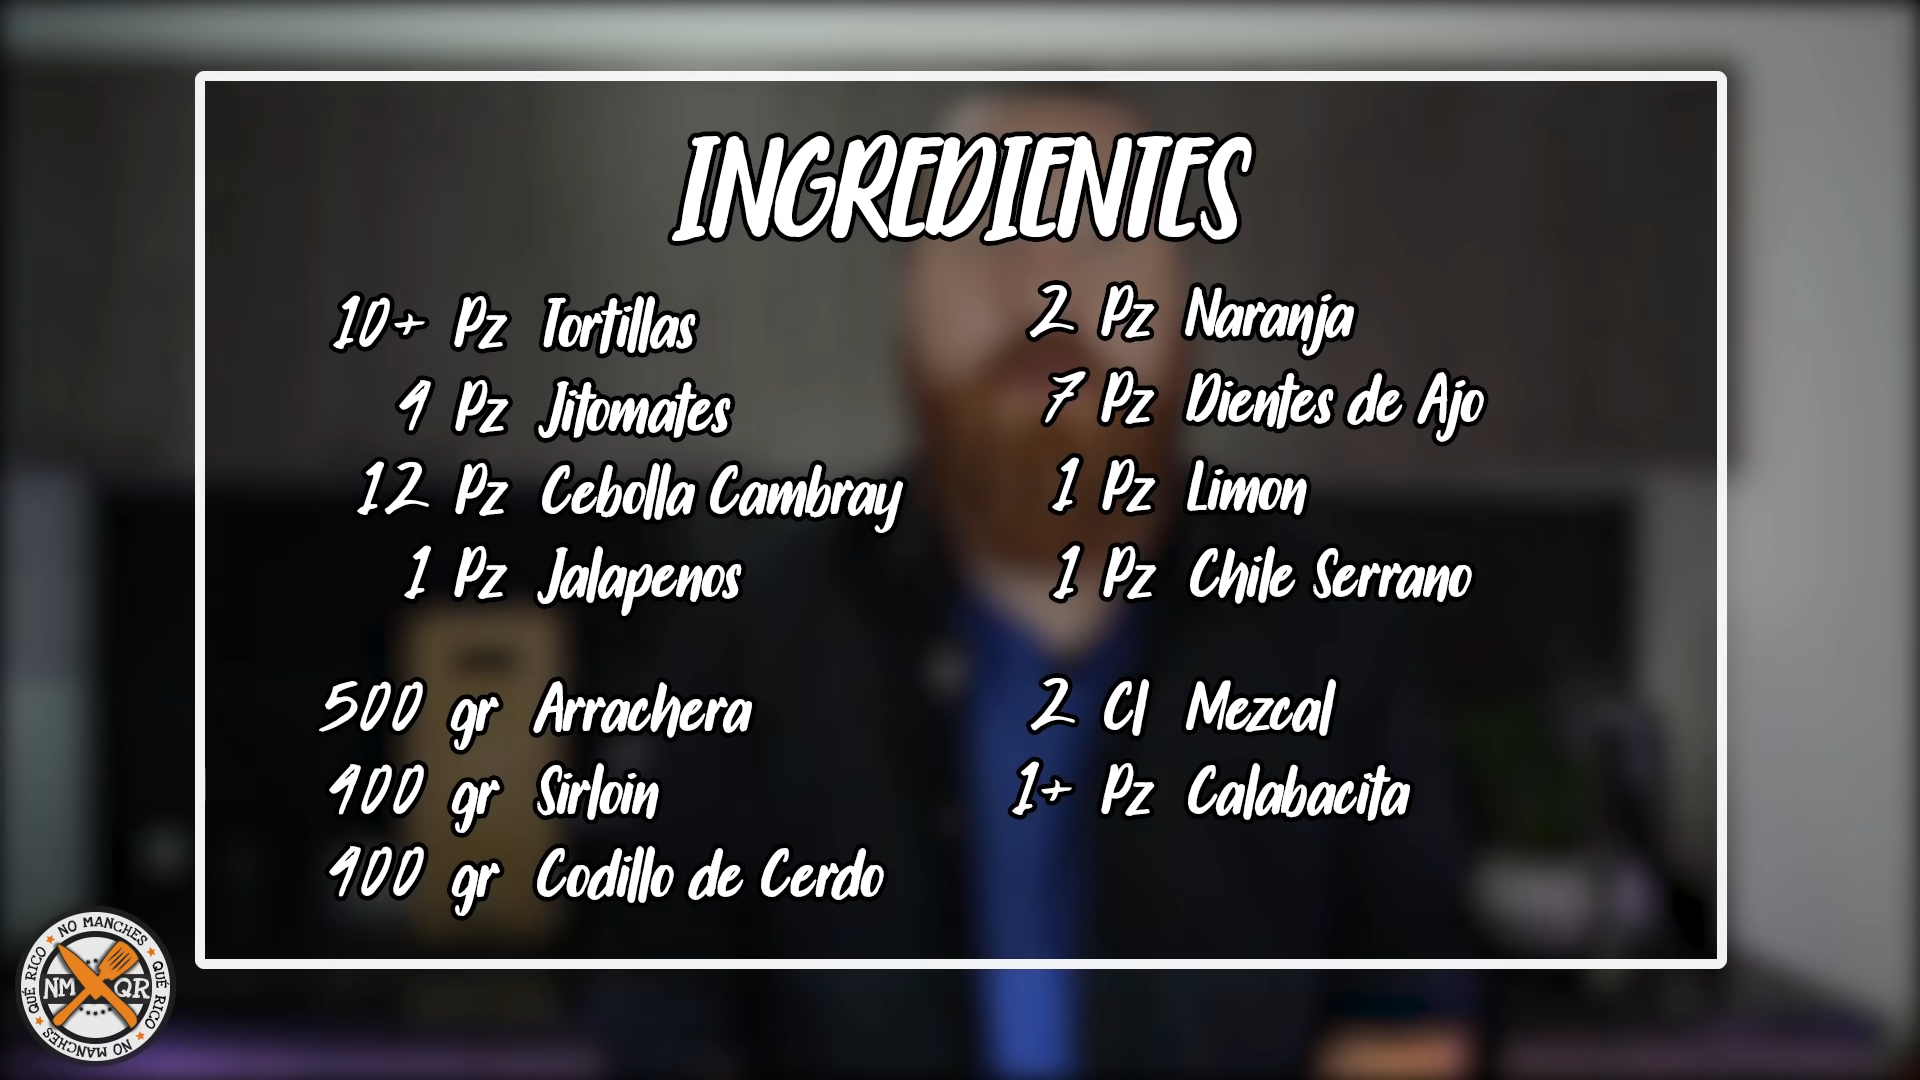 INGREDIENTES
10+ Pz Tortillas
4 Pz Jitomates
12 Pz Cebolla Cambray
1 Pz Jalapenos
500 gr Arrachera
400 gr Sirloin
400 gr Codillo de Cerdo
2 Pz Naranja
7 Pz Dientes de Ajo
1 Pz Limon
1 Pz Chile Serrano
2 Cl Mezcal
1+ Pz Calabacita
NO MANCHES
QUÉ RICO
NO MANCHES
QUÉ RICO
NM QR